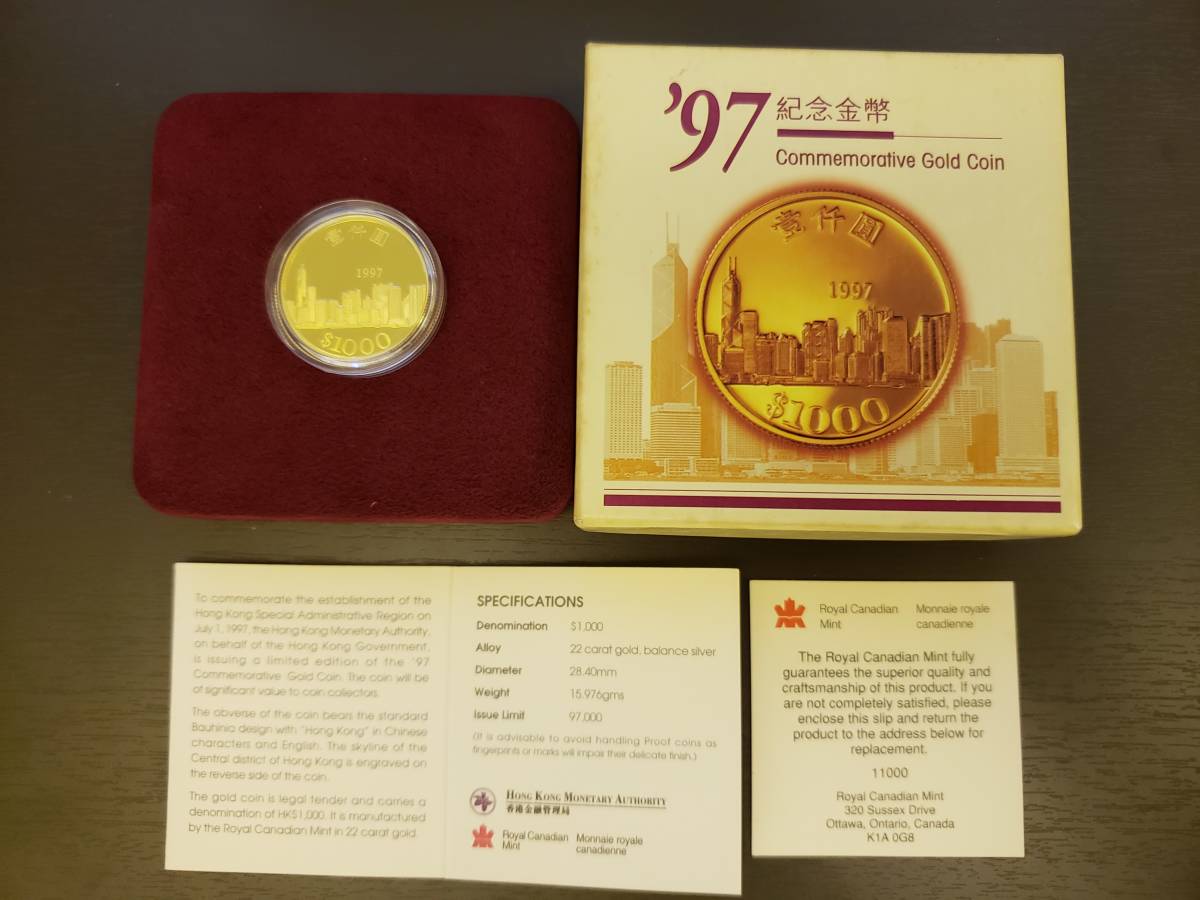 壹仟圓
1997
$1000
'97
紀念金幣
Commemorative Gold Coin
壹仟圓
1997
$1000
To commemorate the establishment of the
Hong Kong Special Administrative Region on
July 1, 1997, the Hong Kong Monetary Authority,
on behalf of the Hong Kong Government,
is issuing a limited edition of the '97
Commemorative Gold Coin. The coin will be
of significant value to coin collectors.
The obverse of the coin bears the standard
Bauhinia design with "Hong Kong" in Chinese
characters and English. The skyline of the
Central district of Hong Kong is engraved on
the reverse side of the coin.
The gold coin is legal tender and carries a
denomination of HK$1,000. It is manufactured
by the Royal Canadian Mint in 22 carat gold.
SPECIFICATIONS
Denomination $1,000
Alloy 22 carat gold, balance silver
Diameter 28.40mm
Weight 15.976gms
Issue Limit 97,000
(It is advisable to avoid handling Proof coins as
fingerprints or marks will impair their delicate finish.)
HONG KONG MONETARY AUTHORITY
香港金融管理局
Royal Canadian Monnaie royale
Mint canadienne
Royal Canadian Monnaie royale
Mint canadienne
The Royal Canadian Mint fully
guarantees the superior quality and
craftsmanship of this product. If you
are not completely satisfied, please
enclose this slip and return the
product to the address below for
replacement.
11000
Royal Canadian Mint
320 Sussex Drive
Ottawa, Ontario, Canada
K1A 0G8